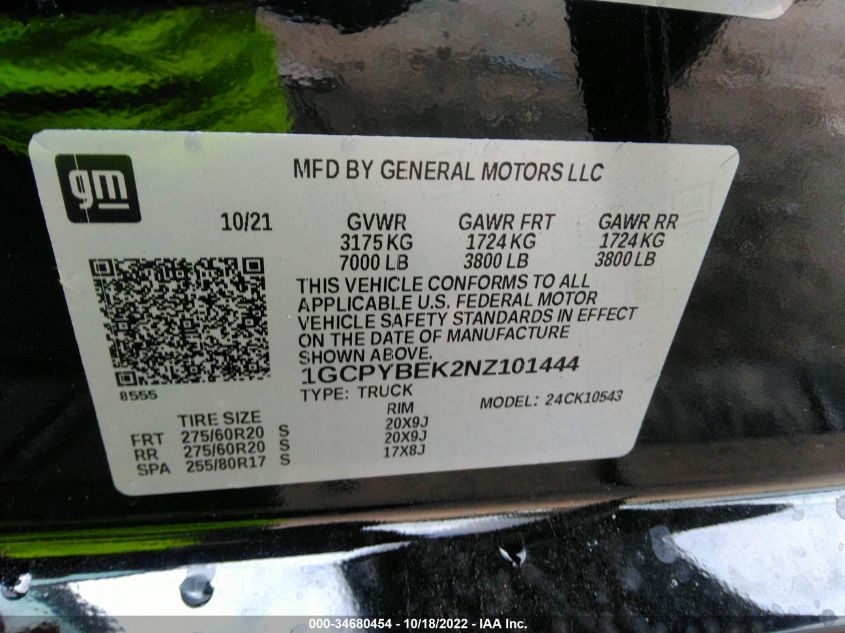 gm
MFD BY GENERAL MOTORS LLC
10/21 GVWR GAWR FRT GAWR RR
3175 KG 1724 KG 1724 KG
7000 LB 3800 LB 3800 LB
THIS VEHICLE CONFORMS TO ALL
APPLICABLE U.S. FEDERAL MOTOR
VEHICLE SAFETY STANDARDS IN EFFECT
ON THE DATE OF MANUFACTURE
SHOWN ABOVE.
1GCPYBEK2NZ101444
8555 TYPE: TRUCK MODEL: 24CK10543
TIRE SIZE RIM
FRT 275/60R20 S 20X9J
RR 275/60R20 S 20X9J
SPA 255/80R17 S 17X8J
000-34680454 - 10/18/2022 - IAA Inc.